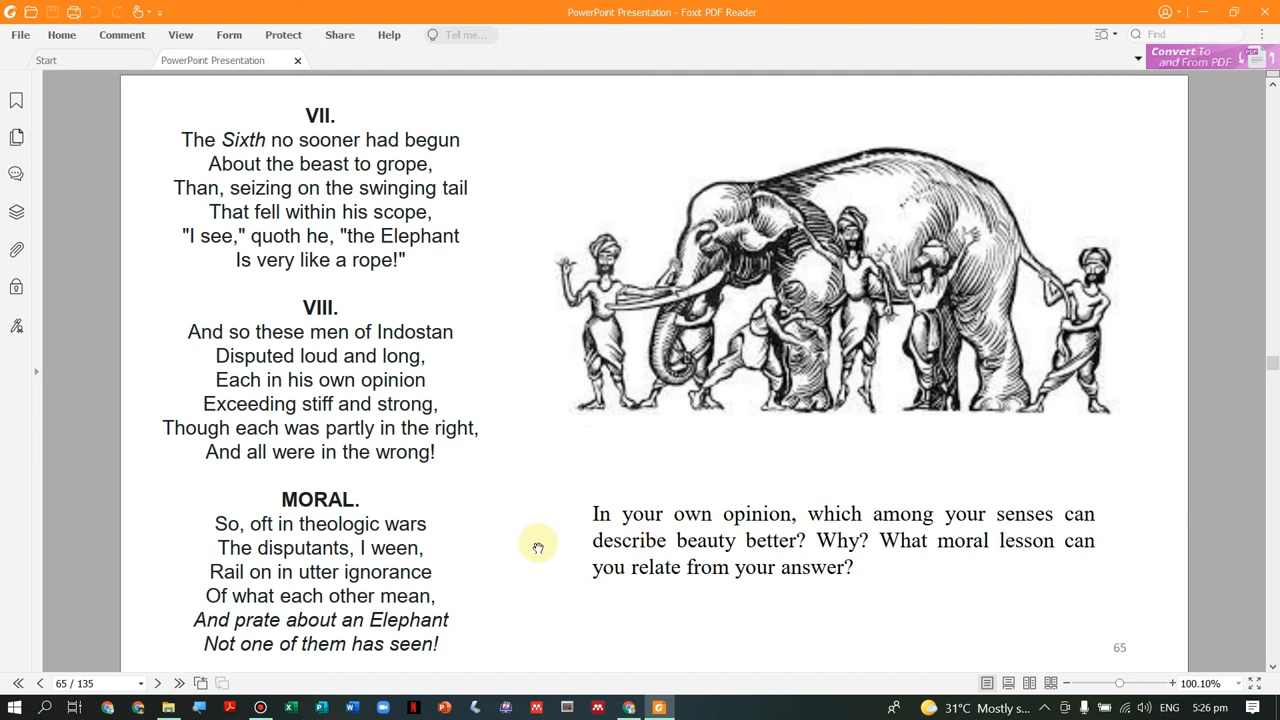 PowerPoint Presentation - Foxit PDF Reader
File Home Comment View Form Protect Share Help Tell me... Find
Start PowerPoint Presentation
Convert To
and From PDF
VII.
The Sixth no sooner had begun
About the beast to grope,
Than, seizing on the swinging tail
That fell within his scope,
"I see," quoth he, "the Elephant
Is very like a rope!"
VIII.
And so these men of Indostan
Disputed loud and long,
Each in his own opinion
Exceeding stiff and strong,
Though each was partly in the right,
And all were in the wrong!
MORAL.
So, oft in theologic wars
The disputants, I ween,
Rail on in utter ignorance
Of what each other mean,
And prate about an Elephant
Not one of them has seen!
In your own opinion, which among your senses can
describe beauty better? Why? What moral lesson can
you relate from your answer?
65
65 / 135
100.10%
31°C Mostly s... ENG 5:26 pm